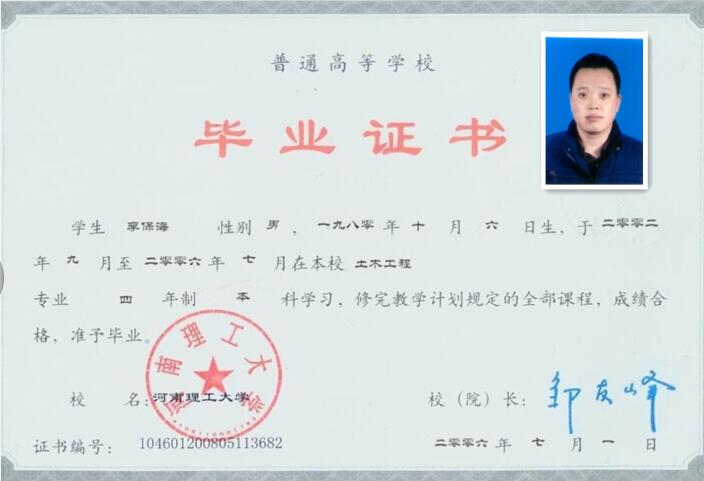 普通高等学校
毕业证书
学生 李保海 性别 男 ，一九八零 年 十 月 六 日生，于 二零零二
年 九 月至 二零零六 年 七 月在本校 土木工程
专业 四 年制 本 科学习，修完教学计划规定的全部课程，成绩合
格，准予毕业。
河南理工大学
校 名：河南理工大学 校（院）长：邹友峰
证书编号：104601200805113682 二零零六 年 七 月 一 日